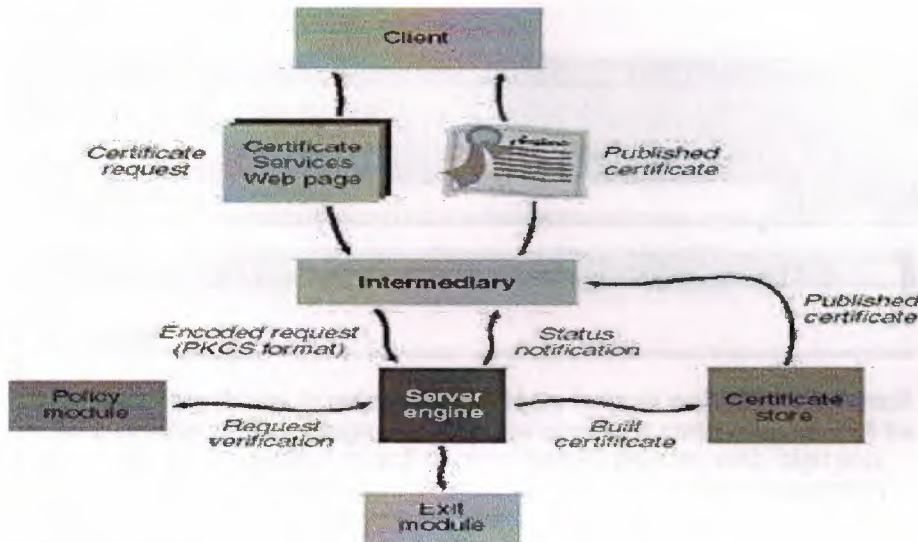 Client
Certificate
request
Certificate
Services
Web page
Published
certificate
Intermediary
Published
certificate
Encoded request
(PKCS format)
Status
notification
Policy
module
Server
engine
Certificate
store
Request
verification
Built
certifitcate
Exit
module